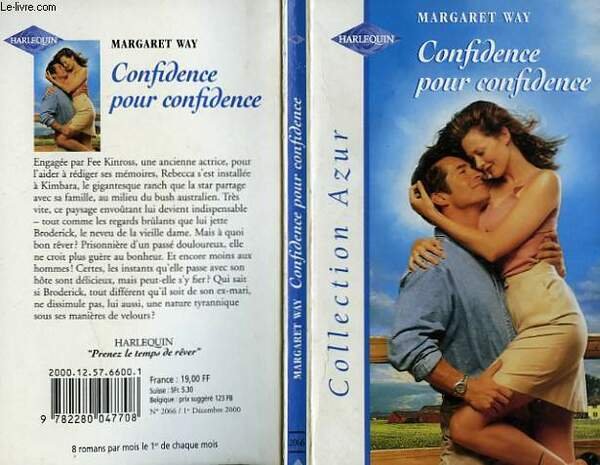 Le-livre.com
HARLEQUIN
MARGARET WAY
Confidence
pour confidence
Engagée par Fee Kinross, une ancienne actrice, pour
l'aider à rédiger ses mémoires, Rebecca s'est installée
à Kimbara, le gigantesque ranch que la star partage
avec sa famille, au milieu du bush australien. Très
vite, ce paysage envoûtant lui devient indispensable
– tout comme les regards brûlants que lui jette
Broderick, le neveu de la vieille dame. Mais à quoi
bon rêver ? Prisonnière d'un passé douloureux, elle
ne croit plus guère au bonheur. Et encore moins aux
hommes ! Certes, les instants qu'elle passe avec son
hôte sont délicieux, mais peut-elle s'y fier ? Qui sait
si Broderick, tout différent qu'il soit de son ex-mari,
ne dissimule pas, lui aussi, une nature tyrannique
sous ses manières de velours ?
HARLEQUIN
"Prenez le temps de rêver"
2000.12.57.6600.1
9 782280 047708
France : 19,00 FF
Suisse : SFr. 5.30
Belgique : prix suggéré 123 FB
N° 2066 / 1er Décembre 2000
8 romans par mois le 1er de chaque mois
MARGARET WAY Confidence pour confidence
2066
Collection Azur
HARLEQUIN
MARGARET WAY
Confidence
pour confidence